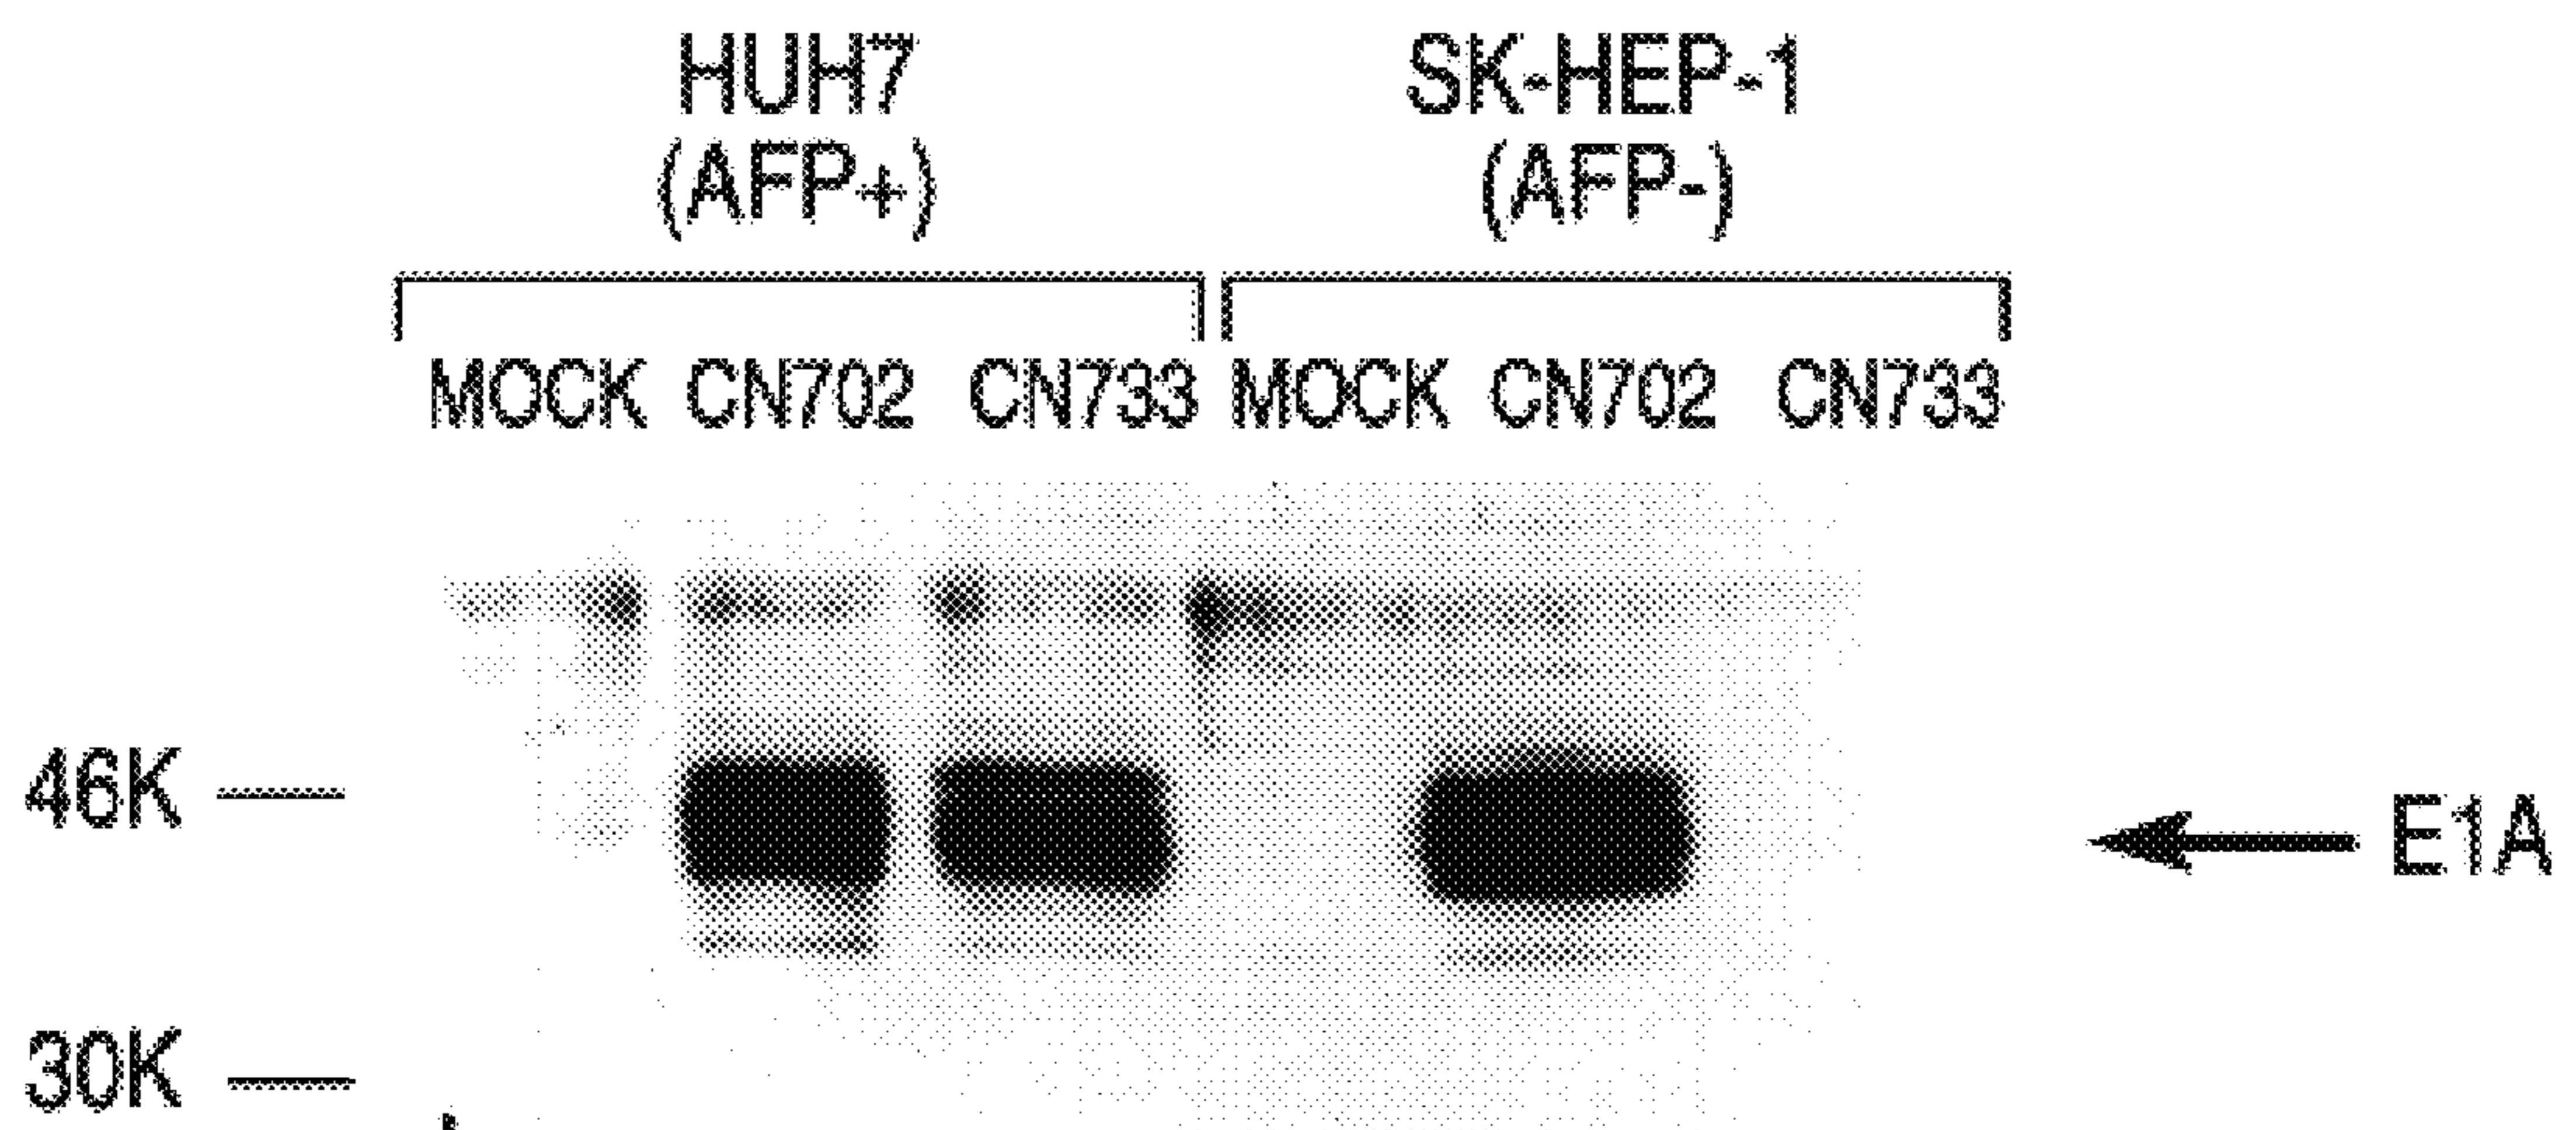 HUH7 SK-HEP-1
(AFP+) (AFP-)
MOCK CN702 CN733 MOCK CN702 CN733
46K
E1A
30K